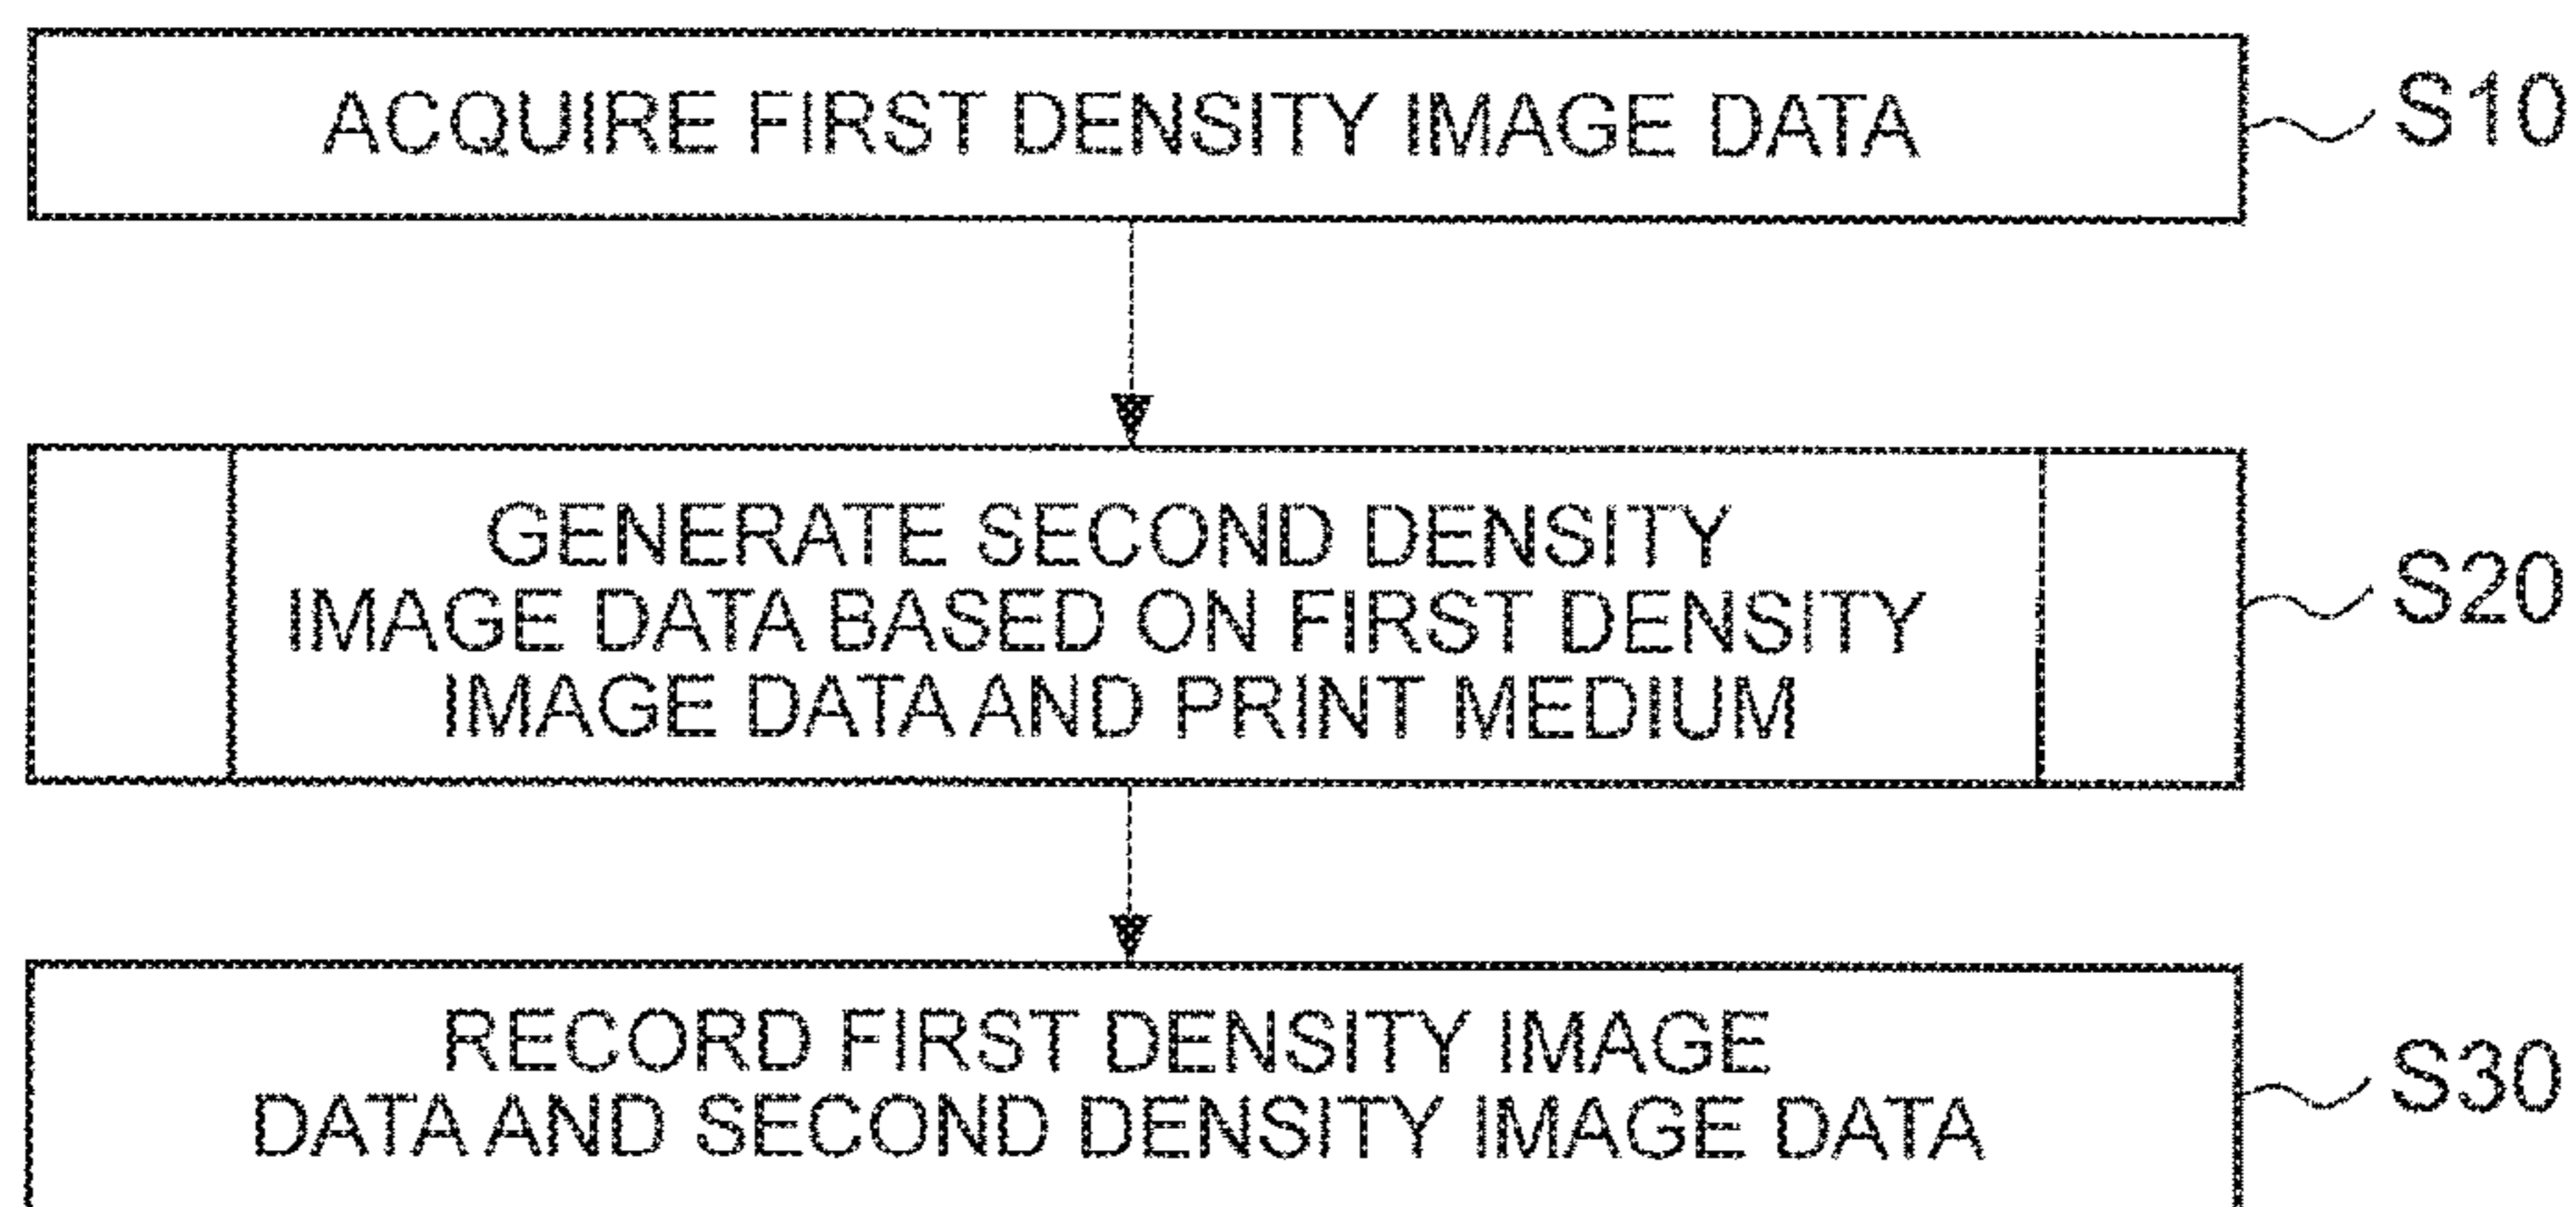 ACQUIRE FIRST DENSITY IMAGE DATA
S10
GENERATE SECOND DENSITY
IMAGE DATA BASED ON FIRST DENSITY
IMAGE DATA AND PRINT MEDIUM
S20
RECORD FIRST DENSITY IMAGE
DATA AND SECOND DENSITY IMAGE DATA
S30